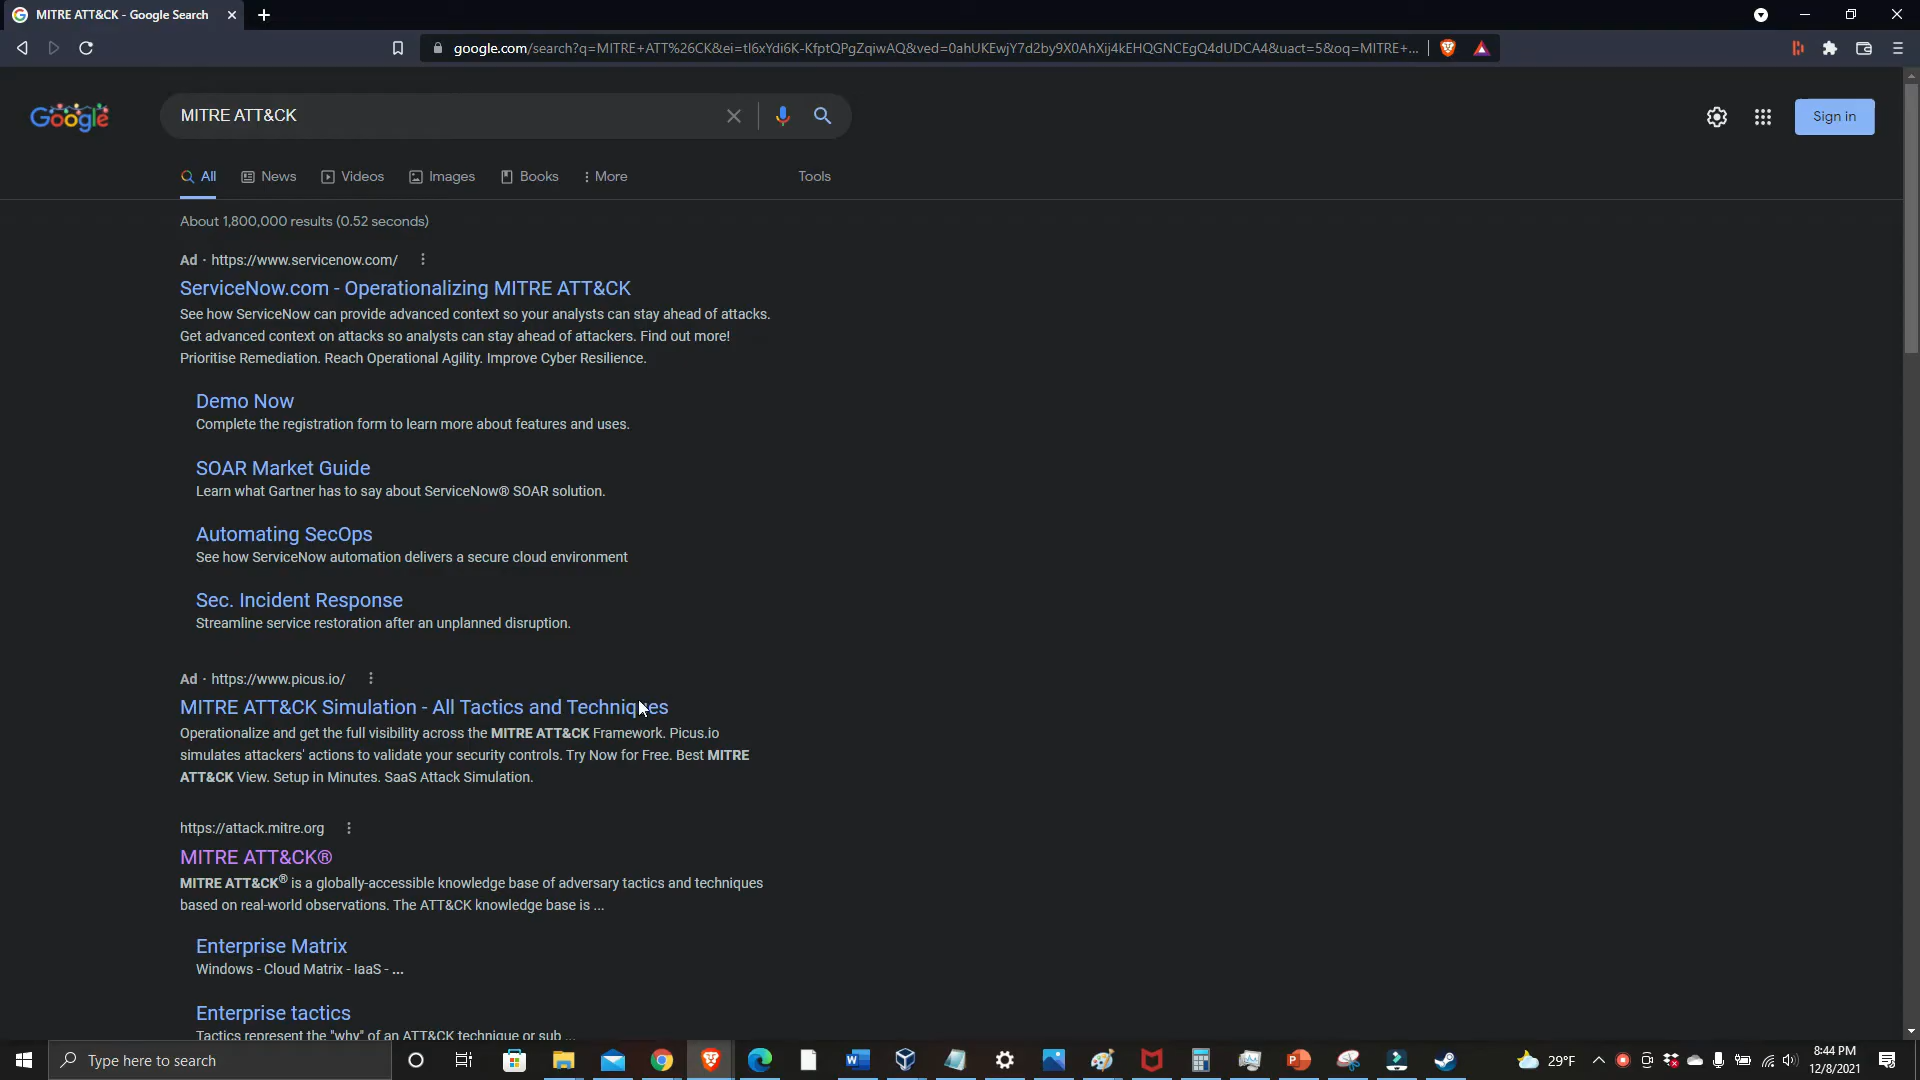 MITRE ATT&CK - Google Search
google.com/search?q=MITRE+ATT%26CK&ei=tl6xYdi6K-KfptQPgZqiwAQ&ved=0ahUKEwjY7d2by9X0AhXij4kEHQGNCEgQ4dUDCA4&uact=5&oq=MITRE+...
Google
MITRE ATT&CK
Sign in
All
News
Videos
Images
Books
More
Tools
About 1,800,000 results (0.52 seconds)
Ad · https://www.servicenow.com/
ServiceNow.com - Operationalizing MITRE ATT&CK
See how ServiceNow can provide advanced context so your analysts can stay ahead of attacks.
Get advanced context on attacks so analysts can stay ahead of attackers. Find out more!
Prioritise Remediation. Reach Operational Agility. Improve Cyber Resilience.
Demo Now
Complete the registration form to learn more about features and uses.
SOAR Market Guide
Learn what Gartner has to say about ServiceNow® SOAR solution.
Automating SecOps
See how ServiceNow automation delivers a secure cloud environment
Sec. Incident Response
Streamline service restoration after an unplanned disruption.
Ad · https://www.picus.io/
MITRE ATT&CK Simulation - All Tactics and Techniques
Operationalize and get the full visibility across the MITRE ATT&CK Framework. Picus.io
simulates attackers' actions to validate your security controls. Try Now for Free. Best MITRE
ATT&CK View. Setup in Minutes. SaaS Attack Simulation.
https://attack.mitre.org
MITRE ATT&CK®
MITRE ATT&CK® is a globally-accessible knowledge base of adversary tactics and techniques
based on real-world observations. The ATT&CK knowledge base is ...
Enterprise Matrix
Windows - Cloud Matrix - IaaS - ...
Enterprise tactics
Tactics represent the "why" of an ATT&CK technique or sub ...
Type here to search
29°F
8:44 PM
12/8/2021